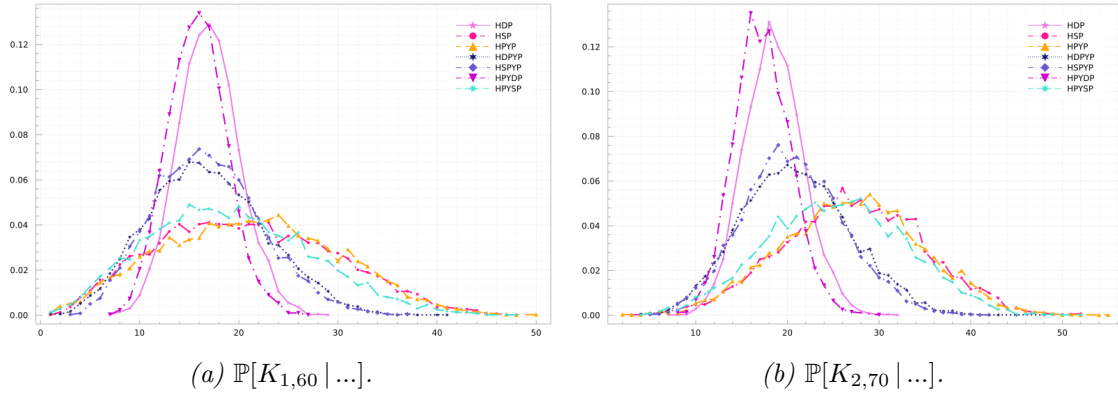 0.12
0.10
0.08
0.06
0.04
0.02
0.00
10
20
30
40
50
HDP
HSP
HPYP
HDPYP
HSPYP
HPYDP
HPYSP
(a) ℙ[K₁,₆₀ | ...].
0.12
0.10
0.08
0.06
0.04
0.02
0.00
10
20
30
40
50
HDP
HSP
HPYP
HDPYP
HSPYP
HPYDP
HPYSP
(b) ℙ[K₂,₇₀ | ...].